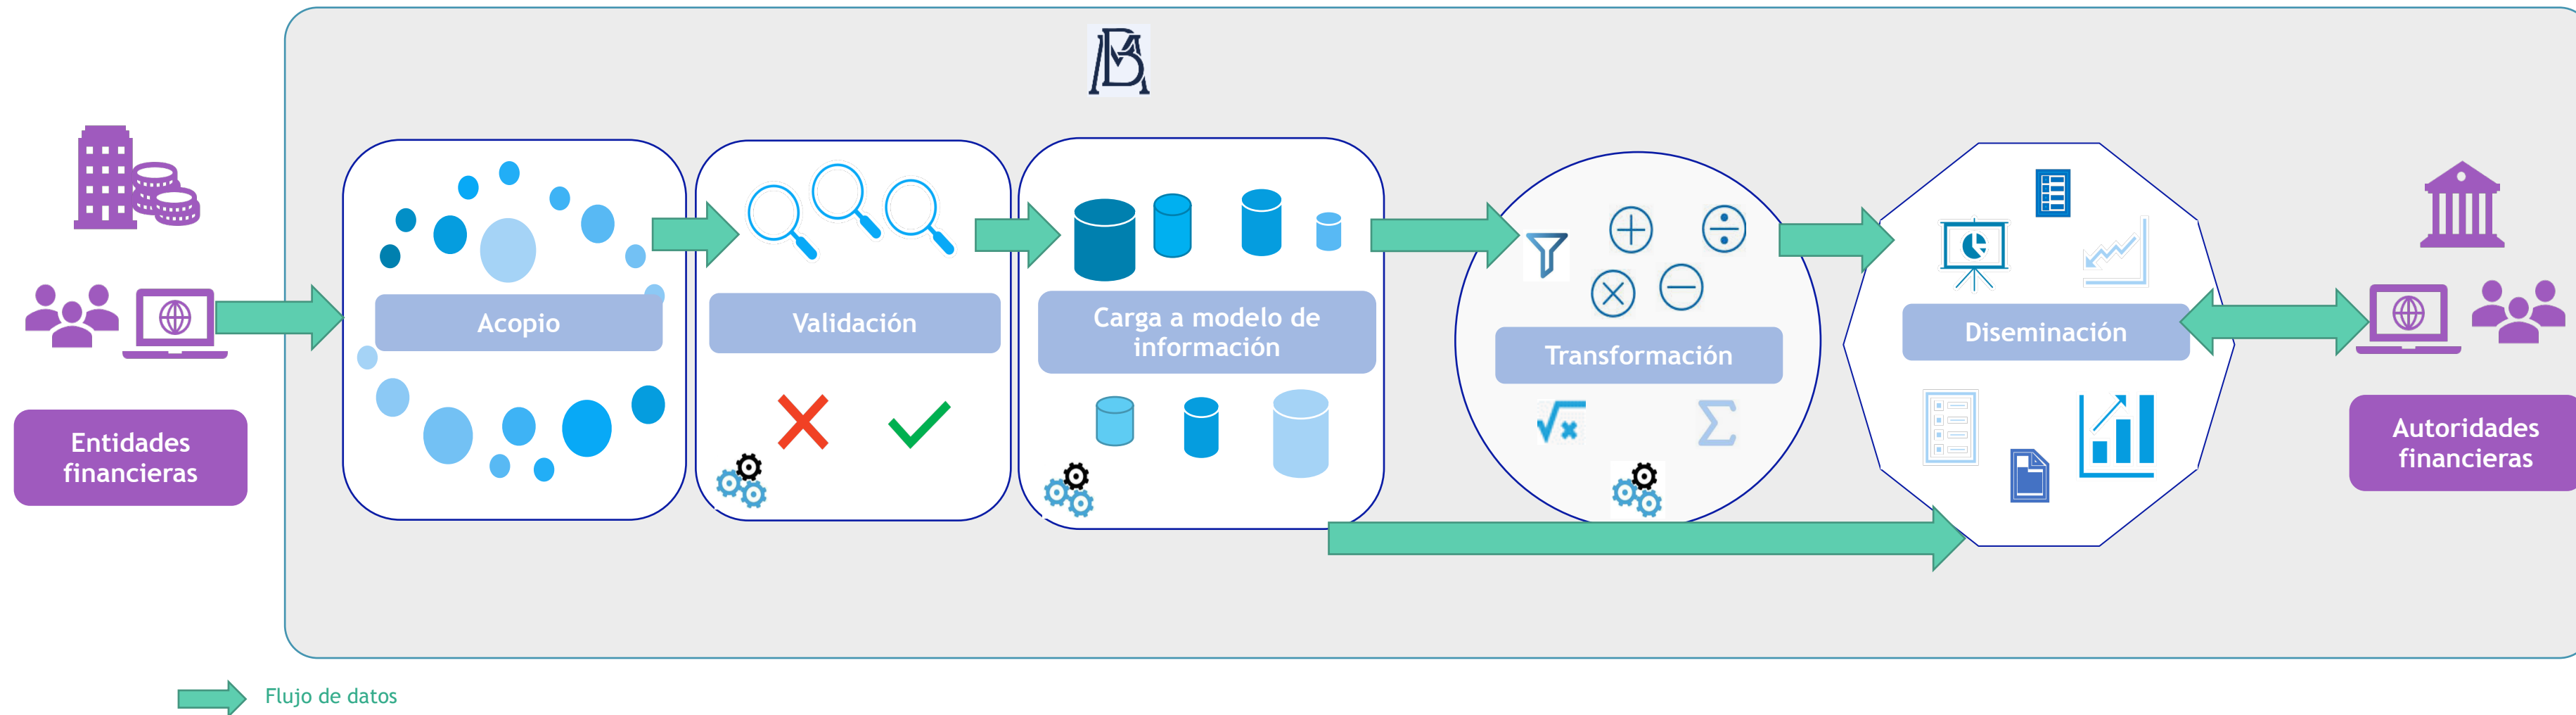 Acopio
Validación
Carga a modelo de
información
Transformación
Diseminación
Entidades
financieras
Autoridades
financieras
Flujo de datos